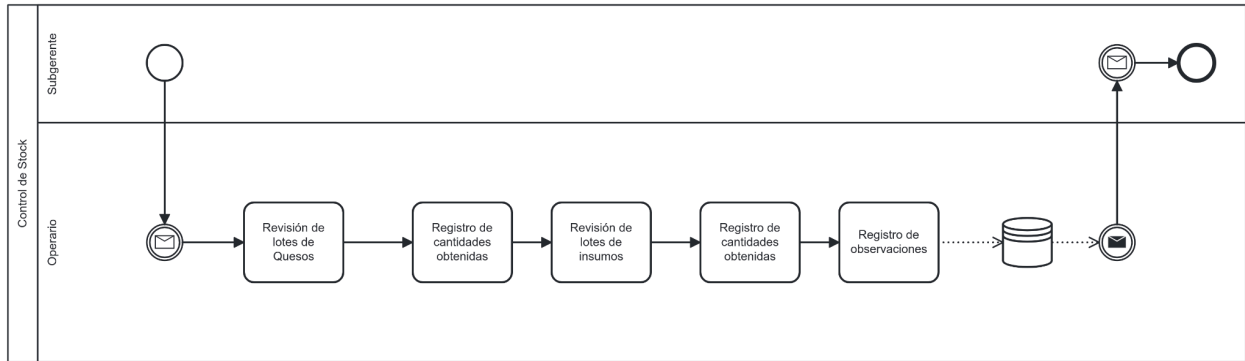 Control de Stock
Subgerente
Operario
Revisión de
lotes de
Quesos
Registro de
cantidades
obtenidas
Revisión de
lotes de
insumos
Registro de
cantidades
obtenidas
Registro de
observaciones